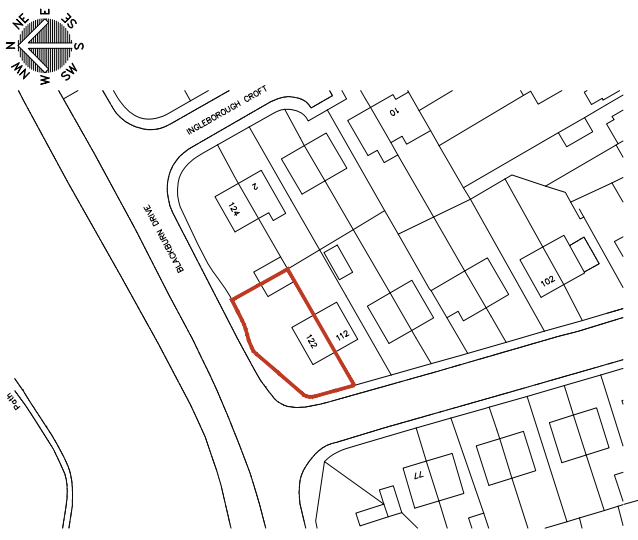 E
NE
SE
N
S
NW
SW
W
INGLEBOROUGH CROFT
10
2
124
BLACKBURN DRIVE
102
122
112
Path
77